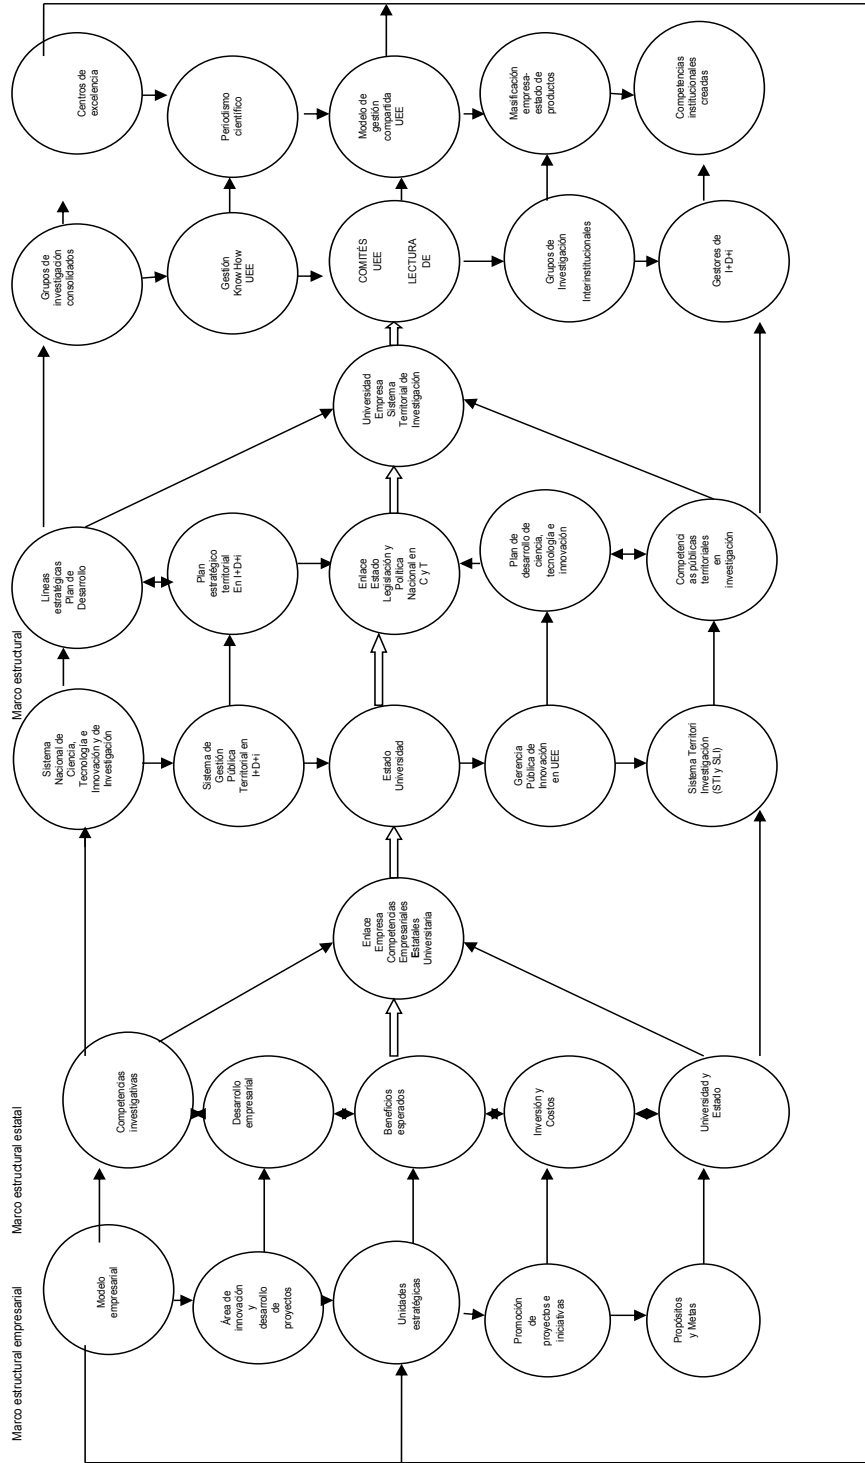 Marco estructural empresarial
Marco estructural estatal
Marco estructural
Modelo
empresarial
Competencias
investigativas
Sistema
Nacional de
Ciencia,
Tecnología e
Innovación y de
Investigación
Líneas
estratégicas
Plan de
Desarrollo
Grupos de
investigación
consolidados
Centros de
excelencia
Área de
innovación
y
desarrollo
de
proyectos
Desarrollo
empresarial
Sistema de
Gestión
Pública
Territorial en
I+D+i
Plan
estratégico
territorial
En I+D+i
Gestión
Know How
UEE
Periodismo
científico
Unidades
estratégicas
Beneficios
esperados
Enlace
Empresa
Competencias
Empresariales
Estatales
Universitaria
Estado
Universidad
Enlace
Estado
Legislación y
Política
Nacional en
C y T
Universidad
Empresa
Sistema
Territorial de
Investigación
COMITÉS
UEE
LECTURA
DE
Modelo de
gestión
compartida
UEE
Promoción
de
proyectos e
iniciativas
Inversión y
Costos
Gerencia
Pública de
Innovación
en UEE
Plan de
desarrollo de
ciencia,
tecnología e
innovación
Grupos de
Investigación
Interinstitucionales
Masificación
empresa-
estado de
productos
Propósitos
y Metas
Universidad y
Estado
Sistema Territori
Investigación
(STI y SLI)
Competenci
as públicas
territoriales
en
investigación
Gestores de
I+D+i
Competencias
institucionales
creadas